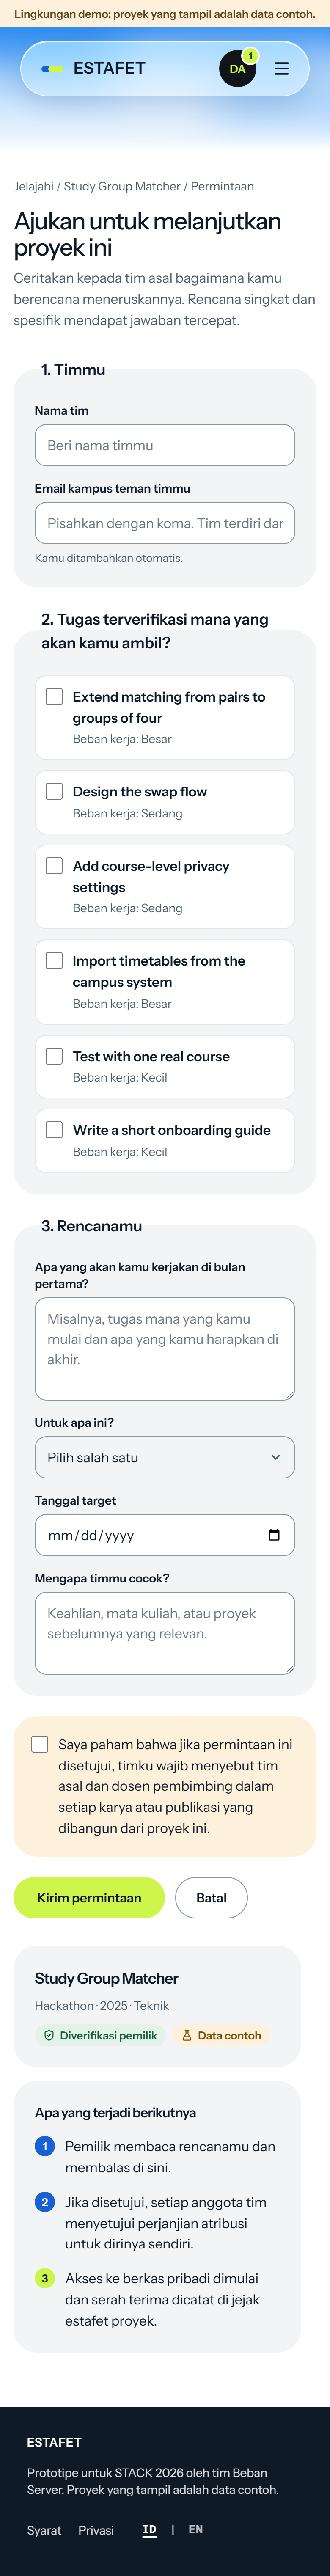 Lingkungan demo: proyek yang tampil adalah data contoh.
ESTAFET
DA
1
Jelajahi / Study Group Matcher / Permintaan
Ajukan untuk melanjutkan
proyek ini
Ceritakan kepada tim asal bagaimana kamu
berencana meneruskannya. Rencana singkat dan
spesifik mendapat jawaban tercepat.
1. Timmu
Nama tim
Beri nama timmu
Email kampus teman timmu
Pisahkan dengan koma. Tim terdiri dar
Kamu ditambahkan otomatis.
2. Tugas terverifikasi mana yang
akan kamu ambil?
Extend matching from pairs to
groups of four
Beban kerja: Besar
Design the swap flow
Beban kerja: Sedang
Add course-level privacy
settings
Beban kerja: Sedang
Import timetables from the
campus system
Beban kerja: Besar
Test with one real course
Beban kerja: Kecil
Write a short onboarding guide
Beban kerja: Kecil
3. Rencanamu
Apa yang akan kamu kerjakan di bulan
pertama?
Misalnya, tugas mana yang kamu
mulai dan apa yang kamu harapkan di
akhir.
Untuk apa ini?
Pilih salah satu
Tanggal target
mm/dd/yyyy
Mengapa timmu cocok?
Keahlian, mata kuliah, atau proyek
sebelumnya yang relevan.
Saya paham bahwa jika permintaan ini
disetujui, timku wajib menyebut tim
asal dan dosen pembimbing dalam
setiap karya atau publikasi yang
dibangun dari proyek ini.
Kirim permintaan
Batal
Study Group Matcher
Hackathon · 2025 · Teknik
Diverifikasi pemilik
Data contoh
Apa yang terjadi berikutnya
1 Pemilik membaca rencanamu dan
membalas di sini.
2 Jika disetujui, setiap anggota tim
menyetujui perjanjian atribusi
untuk dirinya sendiri.
3 Akses ke berkas pribadi dimulai
dan serah terima dicatat di jejak
estafet proyek.
ESTAFET
Prototipe untuk STACK 2026 oleh tim Beban
Server. Proyek yang tampil adalah data contoh.
Syarat Privasi ID | EN